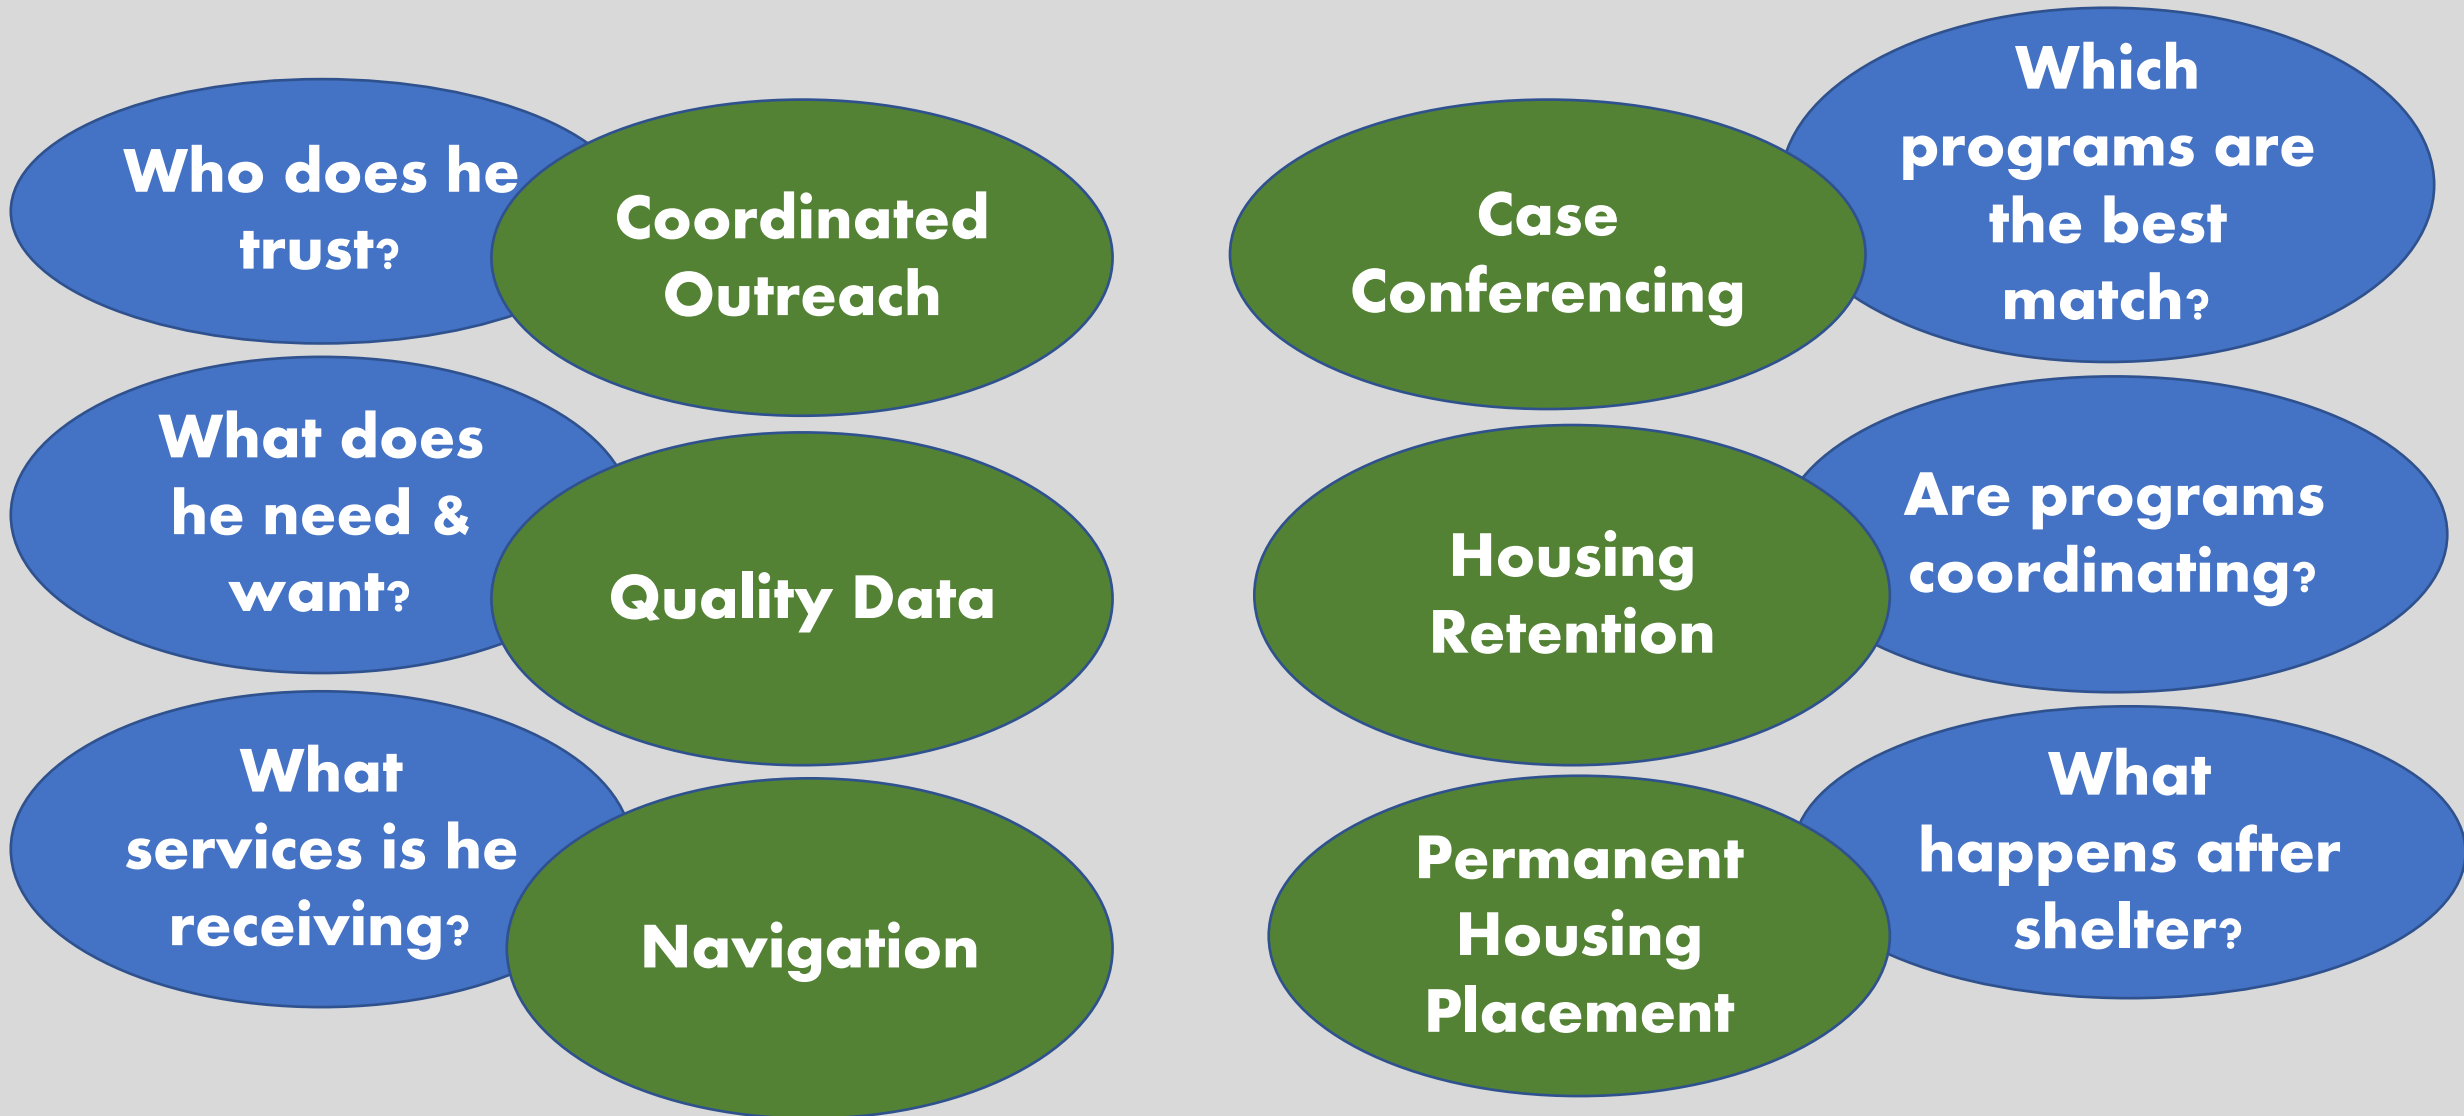 Who does he
trust?
Coordinated
Outreach
Case
Conferencing
Which
programs are
the best
match?
What does
he need &
want?
Quality Data
Housing
Retention
Are programs
coordinating?
What
services is he
receiving?
Navigation
Permanent
Housing
Placement
What
happens after
shelter?